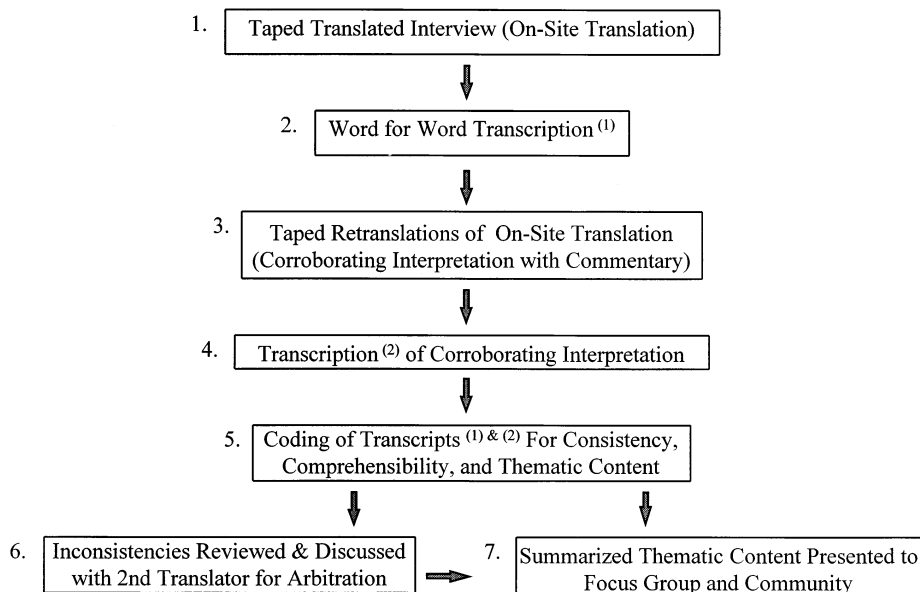 1. Taped Translated Interview (On-Site Translation)
2. Word for Word Transcription (1)
3. Taped Retranslations of On-Site Translation
(Corroborating Interpretation with Commentary)
4. Transcription (2) of Corroborating Interpretation
5. Coding of Transcripts (1) & (2) For Consistency,
Comprehensibility, and Thematic Content
6. Inconsistencies Reviewed & Discussed
with 2nd Translator for Arbitration
7. Summarized Thematic Content Presented to
Focus Group and Community